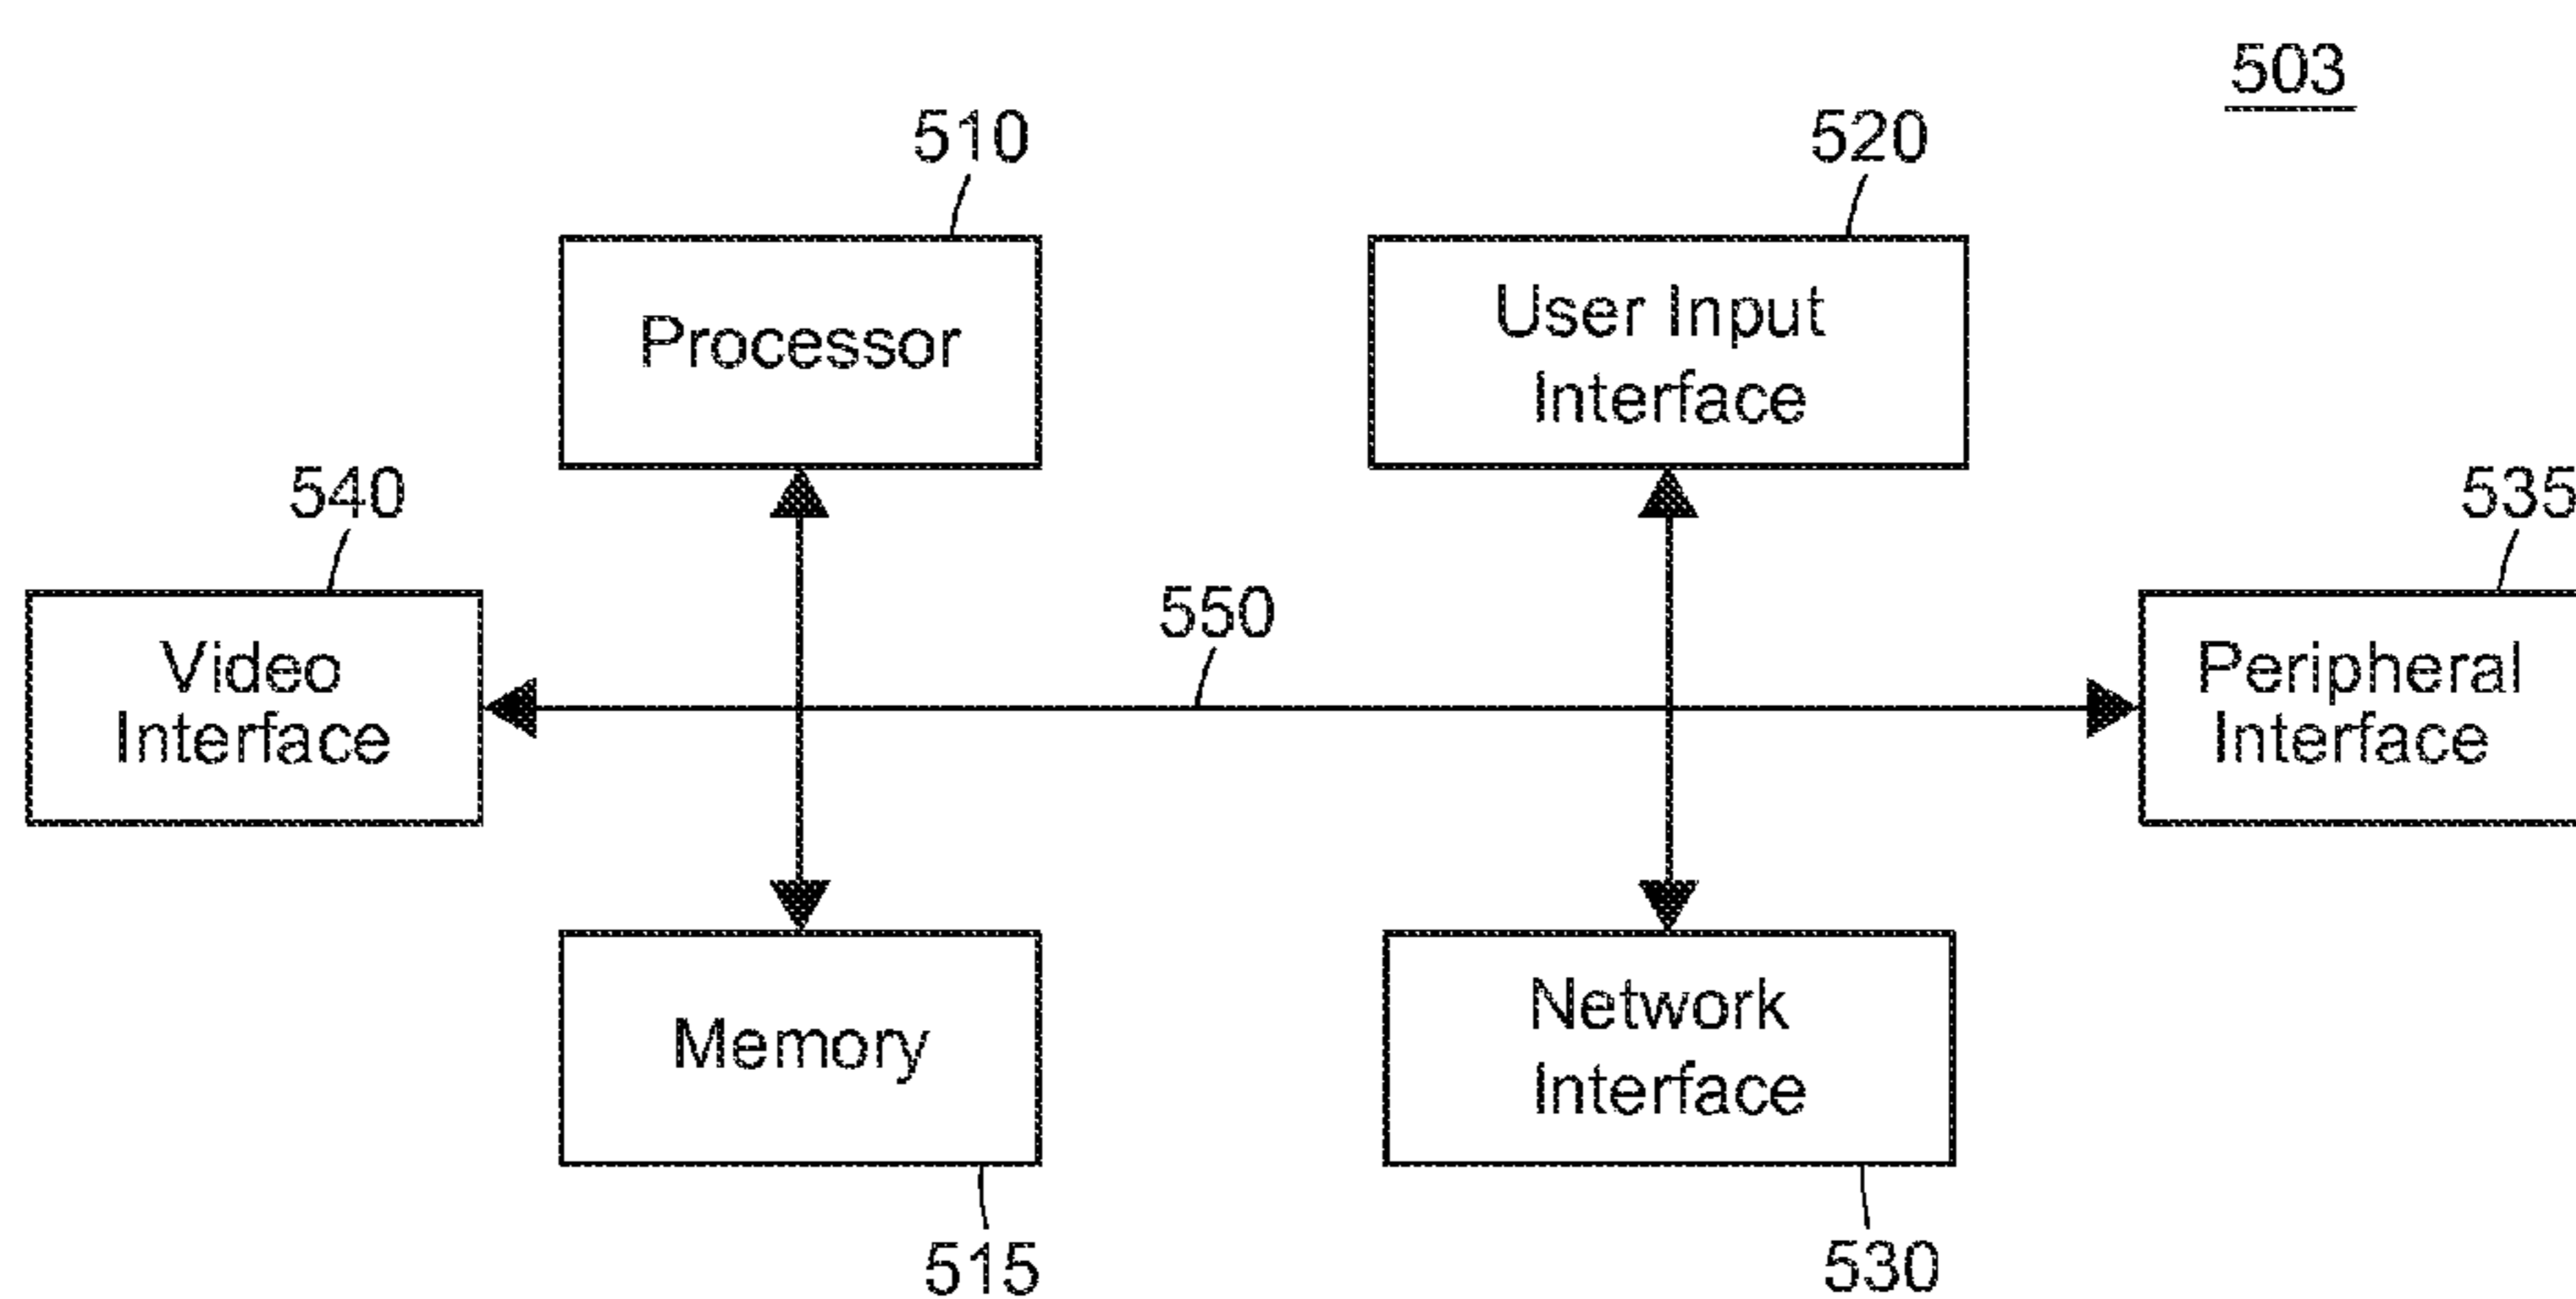 503
510
520
Processor
User Input
Interface
540
535
550
Video
Interface
Peripheral
Interface
Memory
Network
Interface
515
530